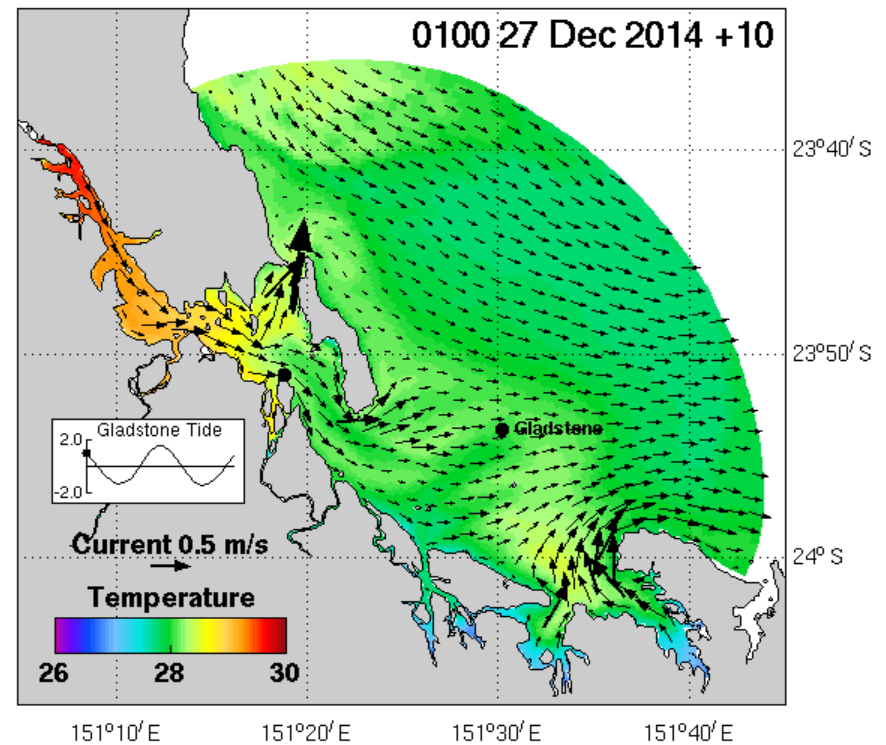 0100 27 Dec 2014 +10
23°40' S
23°50' S
Gladstone
Gladstone Tide
2.0
-2.0
Current 0.5 m/s
24° S
Temperature
26 28 30
151°10' E 151°20' E 151°30' E 151°40' E